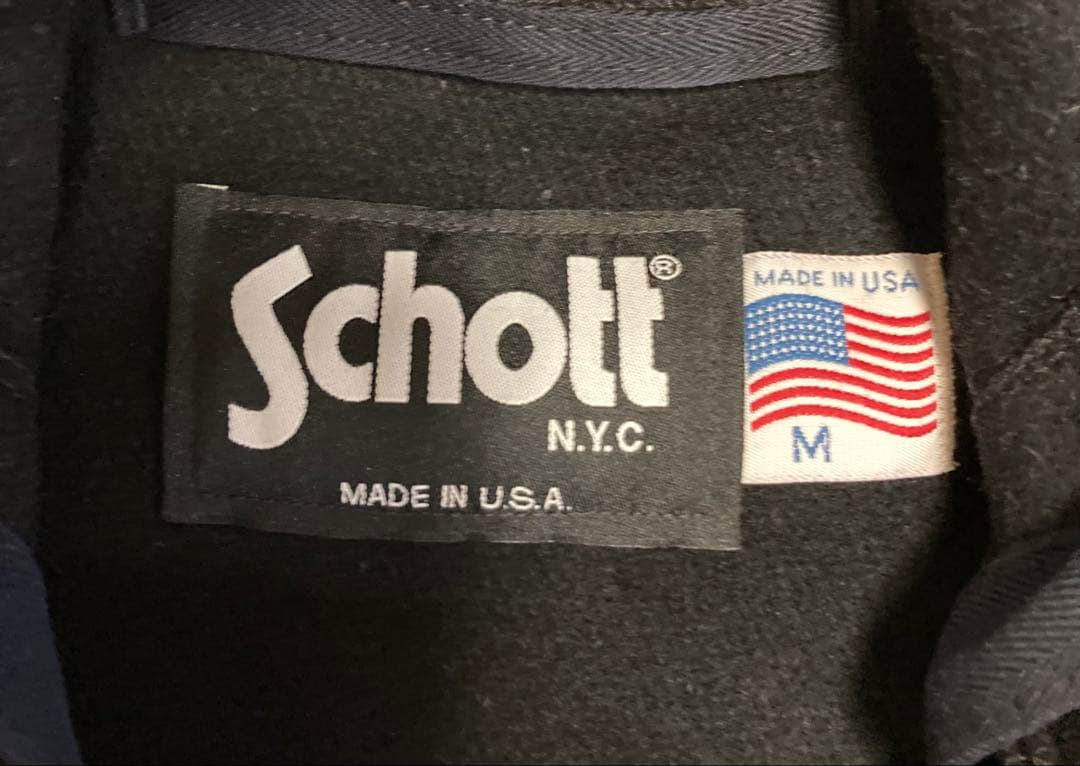 Schott®
N.Y.C.
MADE IN U.S.A.
MADE IN USA
M